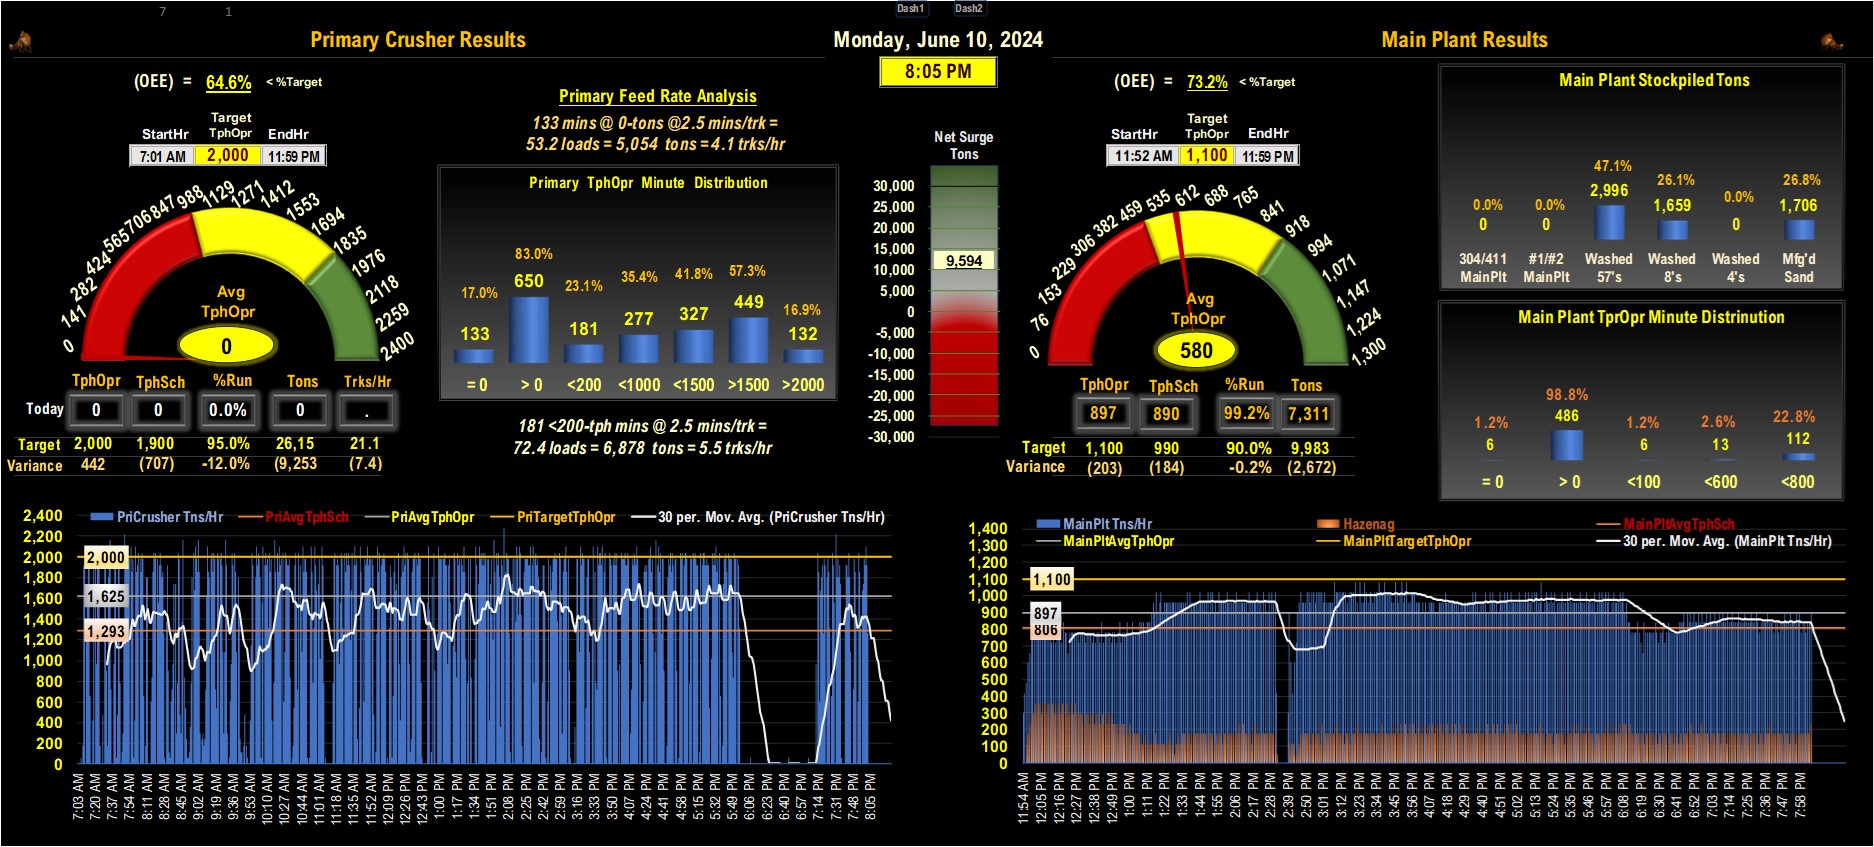 7 1
Dash1 Dash2
Primary Crusher Results
Monday, June 10, 2024
Main Plant Results
8:05 PM
(OEE) = 64.6% < %Target
Target
StartHr TphOpr EndHr
7:01 AM 2,000 11:59 PM
0 141 282 424 565 706 847 988 1129 1271 1412 1553 1694 1835 1976 2118 2259 2400
Avg
TphOpr
0
TphOpr TphSch %Run Tons Trks/Hr
Today 0 0 0.0% 0 .
Target 2,000 1,900 95.0% 26,15 21.1
Variance 442 (707) -12.0% (9,253 (7.4)
Primary Feed Rate Analysis
133 mins @ 0-tons @2.5 mins/trk =
53.2 loads = 5,054 tons = 4.1 trks/hr
Primary TphOpr Minute Distribution
17.0% 83.0% 23.1% 35.4% 41.8% 57.3% 16.9%
133 650 181 277 327 449 132
= 0 > 0 <200 <1000 <1500 >1500 >2000
181 <200-tph mins @ 2.5 mins/trk =
72.4 loads = 6,878 tons = 5.5 trks/hr
Net Surge
Tons
30,000
25,000
20,000
15,000
9,594
10,000
5,000
0
-5,000
-10,000
-15,000
-20,000
-25,000
-30,000
(OEE) = 73.2% < %Target
Target
StartHr TphOpr EndHr
11:52 AM 1,100 11:59 PM
0 76 153 229 306 382 459 535 612 688 765 841 918 994 1,071 1,147 1,224 1,300
Avg
TphOpr
580
TphOpr TphSch %Run Tons
897 890 99.2% 7,311
Target 1,100 990 90.0% 9,983
Variance (203) (184) -0.2% (2,672)
Main Plant Stockpiled Tons
0.0% 0.0% 47.1% 26.1% 0.0% 26.8%
0 0 2,996 1,659 0 1,706
304/411 #1/#2 Washed Washed Washed Mfg'd
MainPlt MainPlt 57's 8's 4's Sand
Main Plant TprOpr Minute Distrinution
1.2% 98.8% 1.2% 2.6% 22.8%
6 486 6 13 112
= 0 > 0 <100 <600 <800
PriCrusher Tns/Hr PriAvgTphSch PriAvgTphOpr PriTargetTphOpr 30 per. Mov. Avg. (PriCrusher Tns/Hr)
2,400
2,200
2,000
1,800
1,600
1,400
1,200
1,000
800
600
400
200
0
2,000
1,625
1,293
7:03 AM 7:20 AM 7:37 AM 7:54 AM 8:11 AM 8:28 AM 8:45 AM 9:02 AM 9:19 AM 9:36 AM 9:53 AM 10:10 AM 10:27 AM 10:44 AM 11:01 AM 11:18 AM 11:35 AM 11:52 AM 12:09 PM 12:26 PM 12:43 PM 1:00 PM 1:17 PM 1:34 PM 1:51 PM 2:08 PM 2:25 PM 2:42 PM 2:59 PM 3:16 PM 3:33 PM 3:50 PM 4:07 PM 4:24 PM 4:41 PM 4:58 PM 5:15 PM 5:32 PM 5:49 PM 6:06 PM 6:23 PM 6:40 PM 6:57 PM 7:14 PM 7:31 PM 7:48 PM 8:05 PM
MainPlt Tns/Hr Hazenag MainPltAvgTphSch
MainPltAvgTphOpr MainPltTargetTphOpr 30 per. Mov. Avg. (MainPlt Tns/Hr)
1,400
1,300
1,200
1,100
1,000
900
800
700
600
500
400
300
200
100
0
1,100
897
806
11:54 AM 12:05 PM 12:16 PM 12:27 PM 12:38 PM 12:49 PM 1:00 PM 1:11 PM 1:22 PM 1:33 PM 1:44 PM 1:55 PM 2:06 PM 2:17 PM 2:28 PM 2:39 PM 2:50 PM 3:01 PM 3:12 PM 3:23 PM 3:34 PM 3:45 PM 3:56 PM 4:07 PM 4:18 PM 4:29 PM 4:40 PM 4:51 PM 5:02 PM 5:13 PM 5:24 PM 5:35 PM 5:46 PM 5:57 PM 6:08 PM 6:19 PM 6:30 PM 6:41 PM 6:52 PM 7:03 PM 7:14 PM 7:25 PM 7:36 PM 7:47 PM 7:58 PM